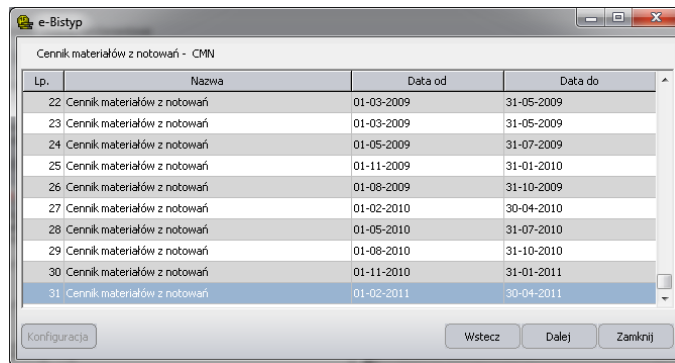 e-Bistyp
Cennik materiałów z notowań - CMN
Lp. Nazwa Data od Data do
22 Cennik materiałów z notowań 01-03-2009 31-05-2009
23 Cennik materiałów z notowań 01-03-2009 31-05-2009
24 Cennik materiałów z notowań 01-05-2009 31-07-2009
25 Cennik materiałów z notowań 01-11-2009 31-01-2010
26 Cennik materiałów z notowań 01-08-2009 31-10-2009
27 Cennik materiałów z notowań 01-02-2010 30-04-2010
28 Cennik materiałów z notowań 01-05-2010 31-07-2010
29 Cennik materiałów z notowań 01-08-2010 31-10-2010
30 Cennik materiałów z notowań 01-11-2010 31-01-2011
31 Cennik materiałów z notowań 01-02-2011 30-04-2011
Konfiguracja Wstecz Dalej Zamknij